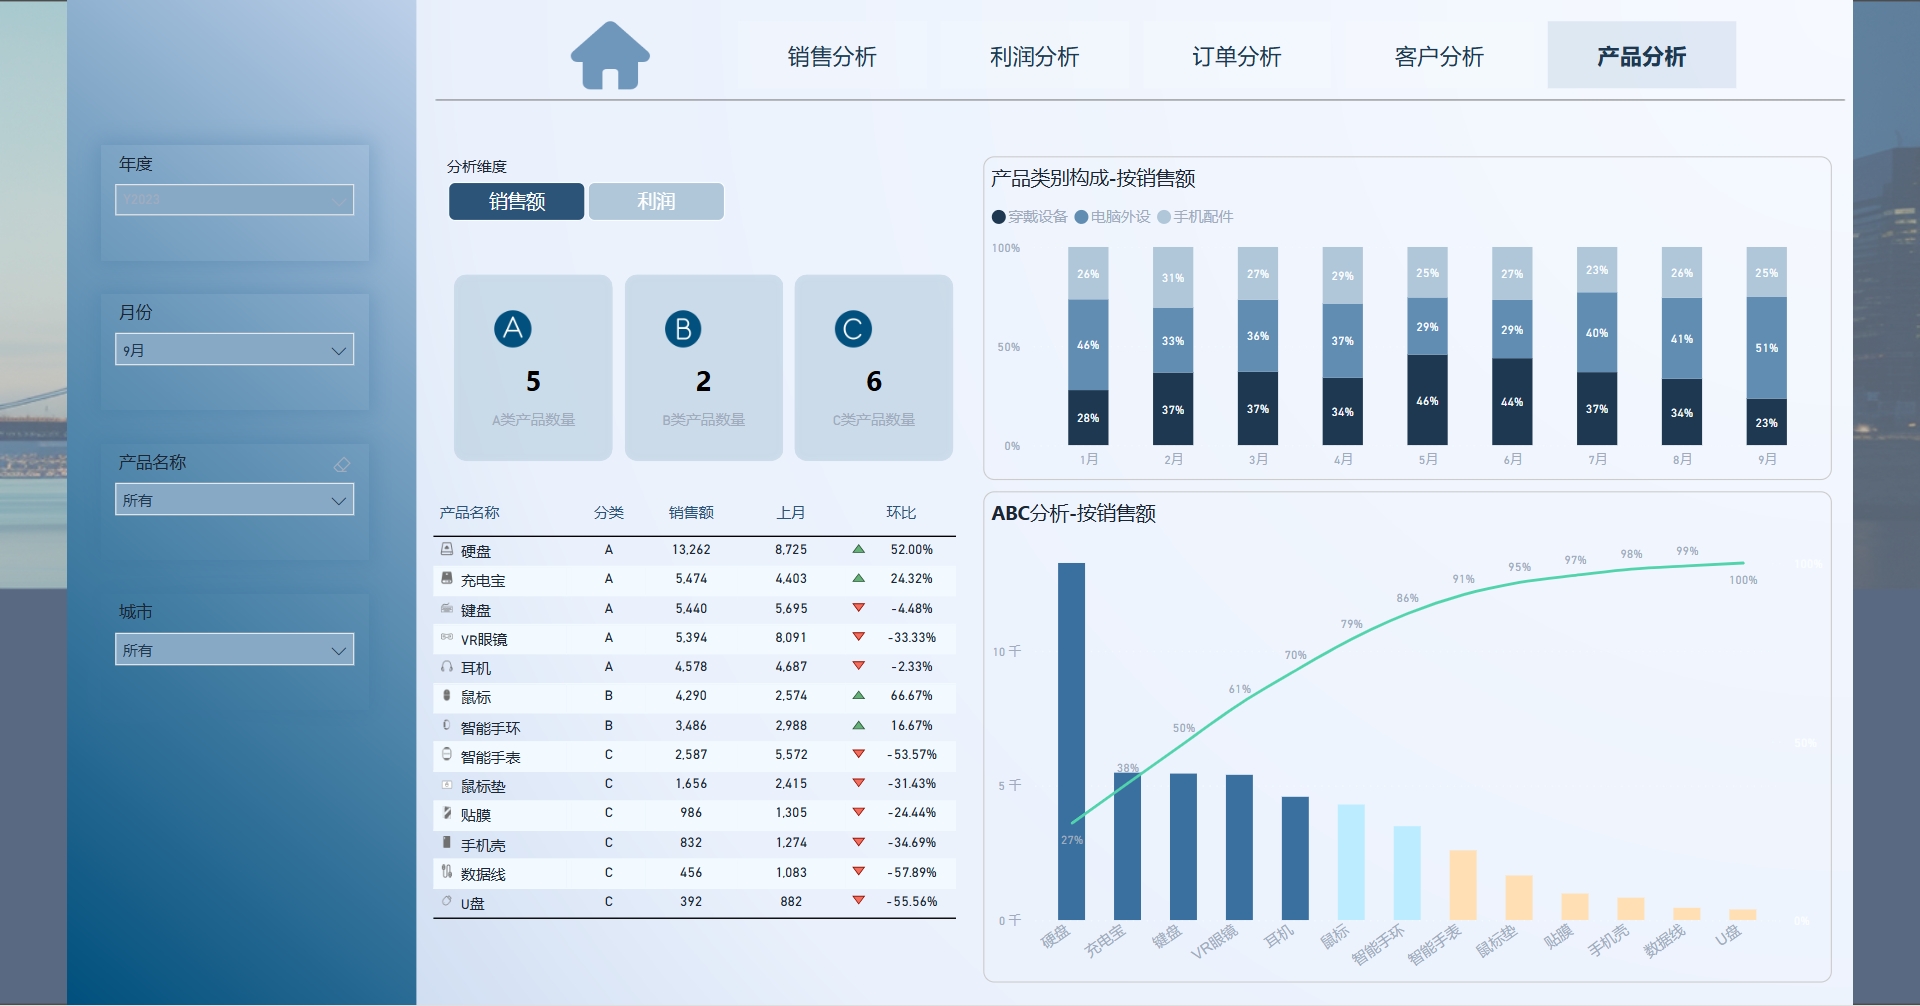 销售分析 利润分析 订单分析 客户分析 产品分析
年度
Y2023
月份
9月
产品名称
所有
城市
所有
分析维度
销售额 利润
A B C
5 2 6
A类产品数量 B类产品数量 C类产品数量
产品名称 分类 销售额 上月 环比
硬盘 A 13,262 8,725 52.00%
充电宝 A 5,474 4,403 24.32%
键盘 A 5,440 5,695 -4.48%
VR眼镜 A 5,394 8,091 -33.33%
耳机 A 4,578 4,687 -2.33%
鼠标 B 4,290 2,574 66.67%
智能手环 B 3,486 2,988 16.67%
智能手表 C 2,587 5,572 -53.57%
鼠标垫 C 1,656 2,415 -31.43%
贴膜 C 986 1,305 -24.44%
手机壳 C 832 1,274 -34.69%
数据线 C 456 1,083 -57.89%
U盘 C 392 882 -55.56%
产品类别构成-按销售额
穿戴设备 电脑外设 手机配件
100%
26% 31% 27% 29% 25% 27% 23% 26% 25%
50%
46% 33% 36% 37% 29% 29% 40% 41% 51%
28% 37% 37% 34% 46% 44% 37% 34% 23%
0%
1月 2月 3月 4月 5月 6月 7月 8月 9月
ABC分析-按销售额
27% 38% 50% 61% 70% 79% 86% 91% 95% 97% 98% 99% 100%
100%
10 千
50%
5 千
0 千
0%
硬盘 充电宝 键盘 VR眼镜 耳机 鼠标 智能手环 智能手表 鼠标垫 贴膜 手机壳 数据线 U盘